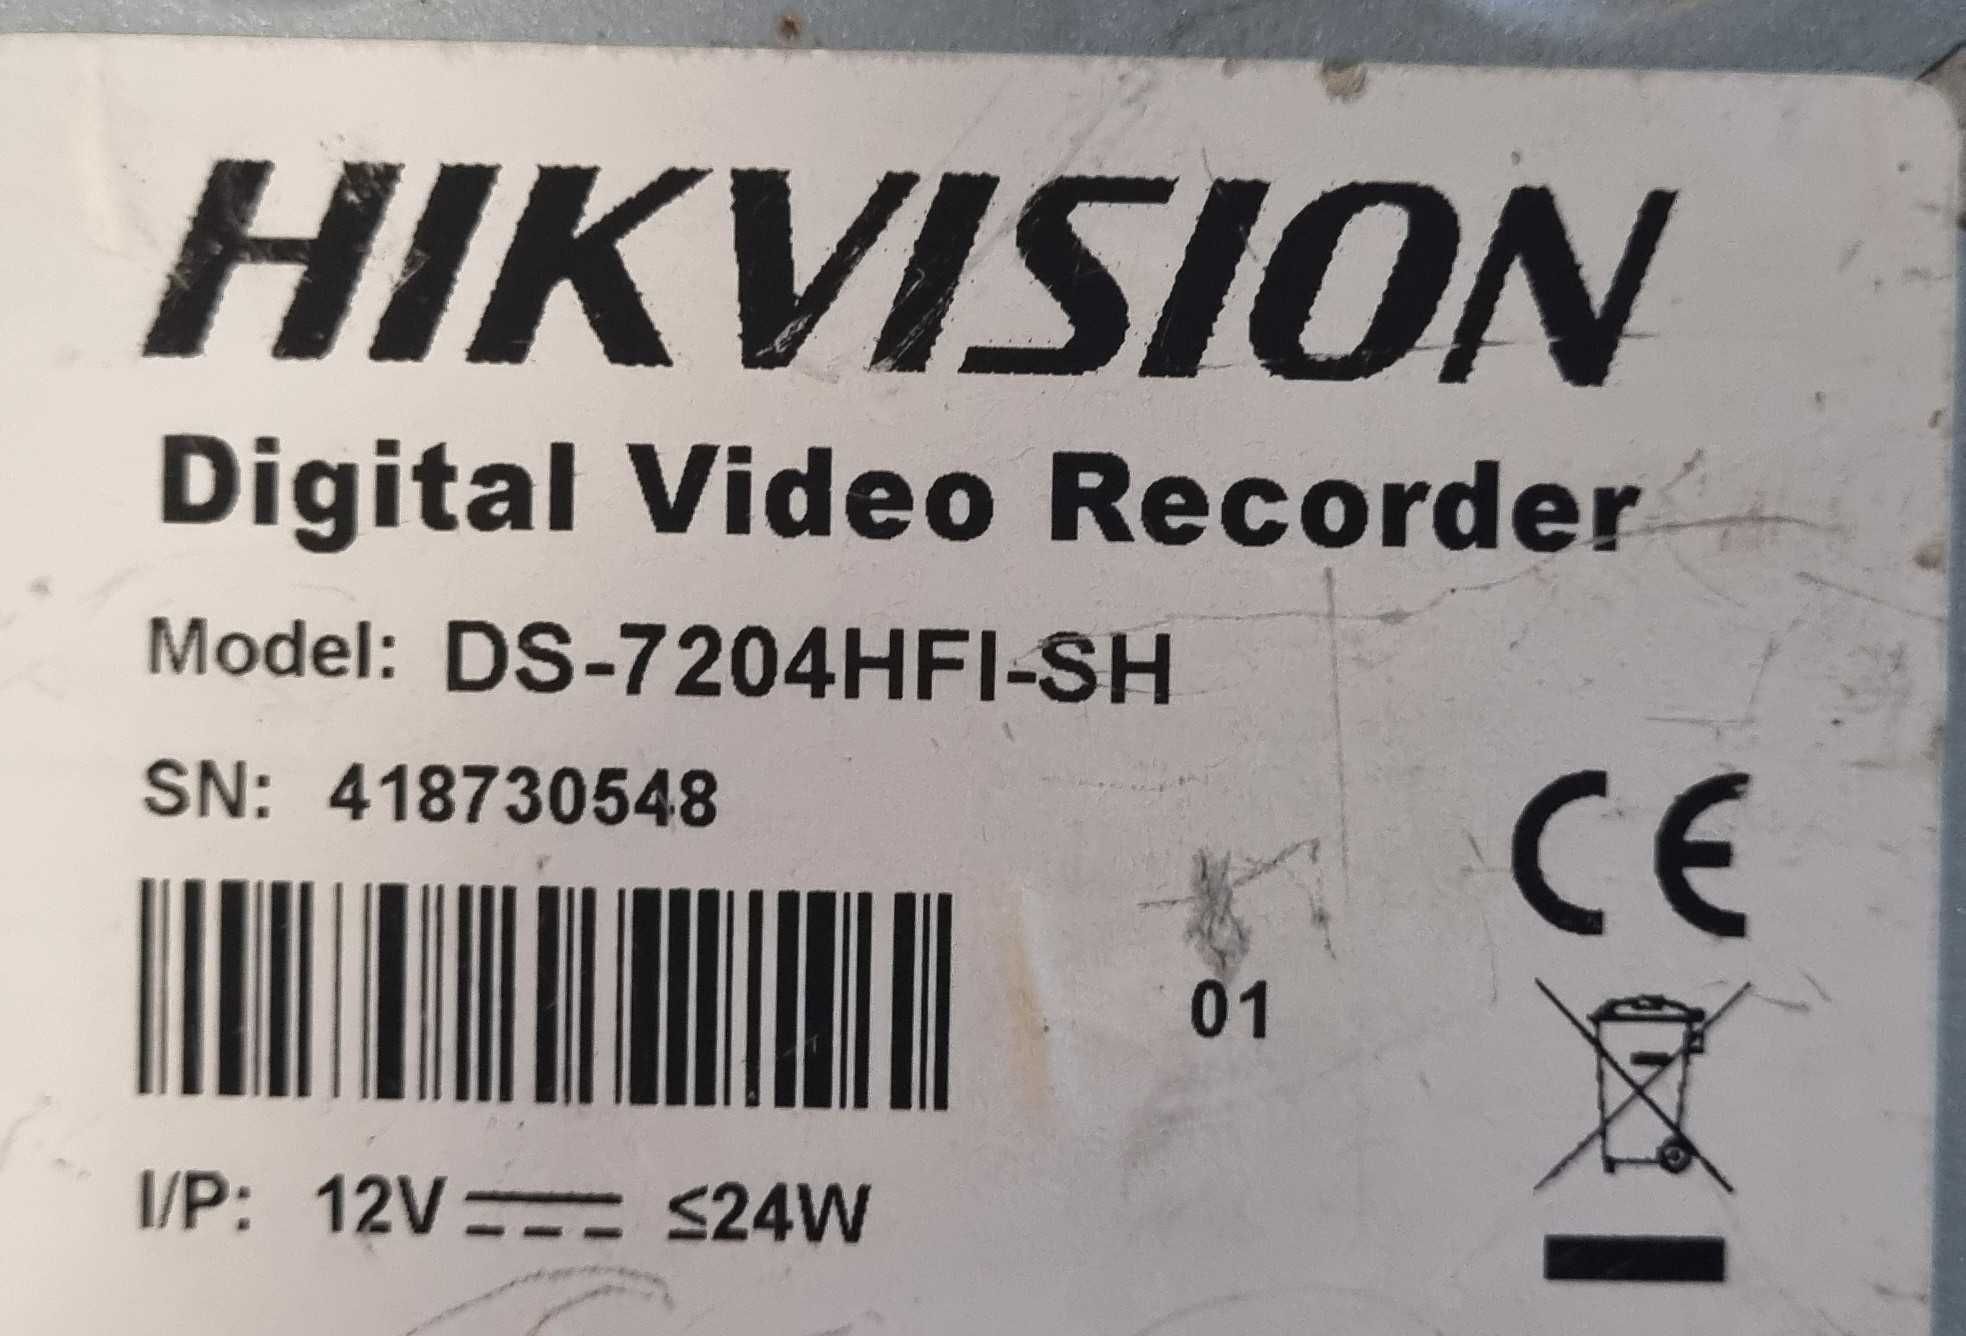 HIKVISION
Digital Video Recorder
Model: DS-7204HFI-SH
SN: 418730548
CE
01
I/P: 12V ≤24W